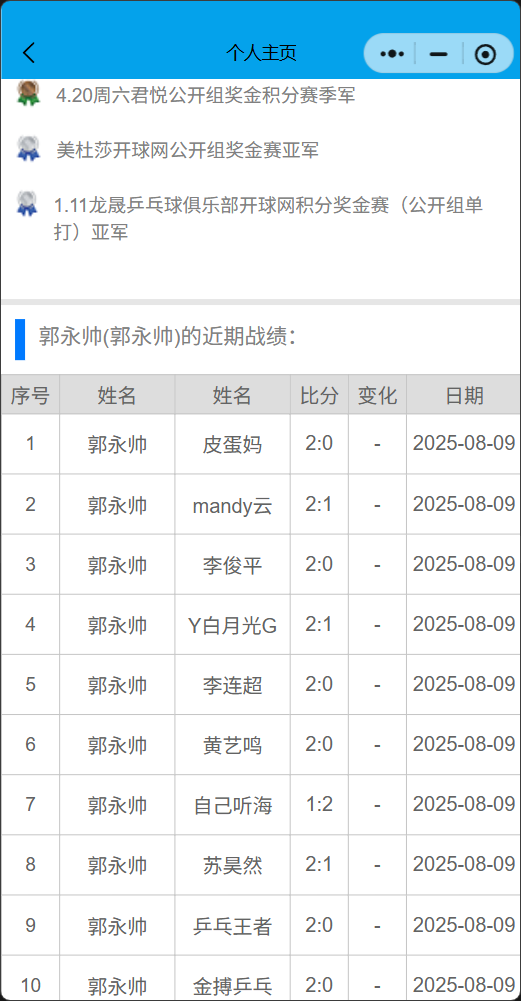 个人主页
4.20周六君悦公开组奖金积分赛季军
美杜莎开球网公开组奖金赛亚军
1.11龙晟乒乓球俱乐部开球网积分奖金赛（公开组单
打）亚军
郭永帅(郭永帅)的近期战绩：
序号 姓名 姓名 比分 变化 日期
1 郭永帅 皮蛋妈 2:0 - 2025-08-09
2 郭永帅 mandy云 2:1 - 2025-08-09
3 郭永帅 李俊平 2:0 - 2025-08-09
4 郭永帅 Y白月光G 2:1 - 2025-08-09
5 郭永帅 李连超 2:0 - 2025-08-09
6 郭永帅 黄艺鸣 2:0 - 2025-08-09
7 郭永帅 自己听海 1:2 - 2025-08-09
8 郭永帅 苏昊然 2:1 - 2025-08-09
9 郭永帅 乒乓王者 2:0 - 2025-08-09
10 郭永帅 金搏乒乓 2:0 - 2025-08-09